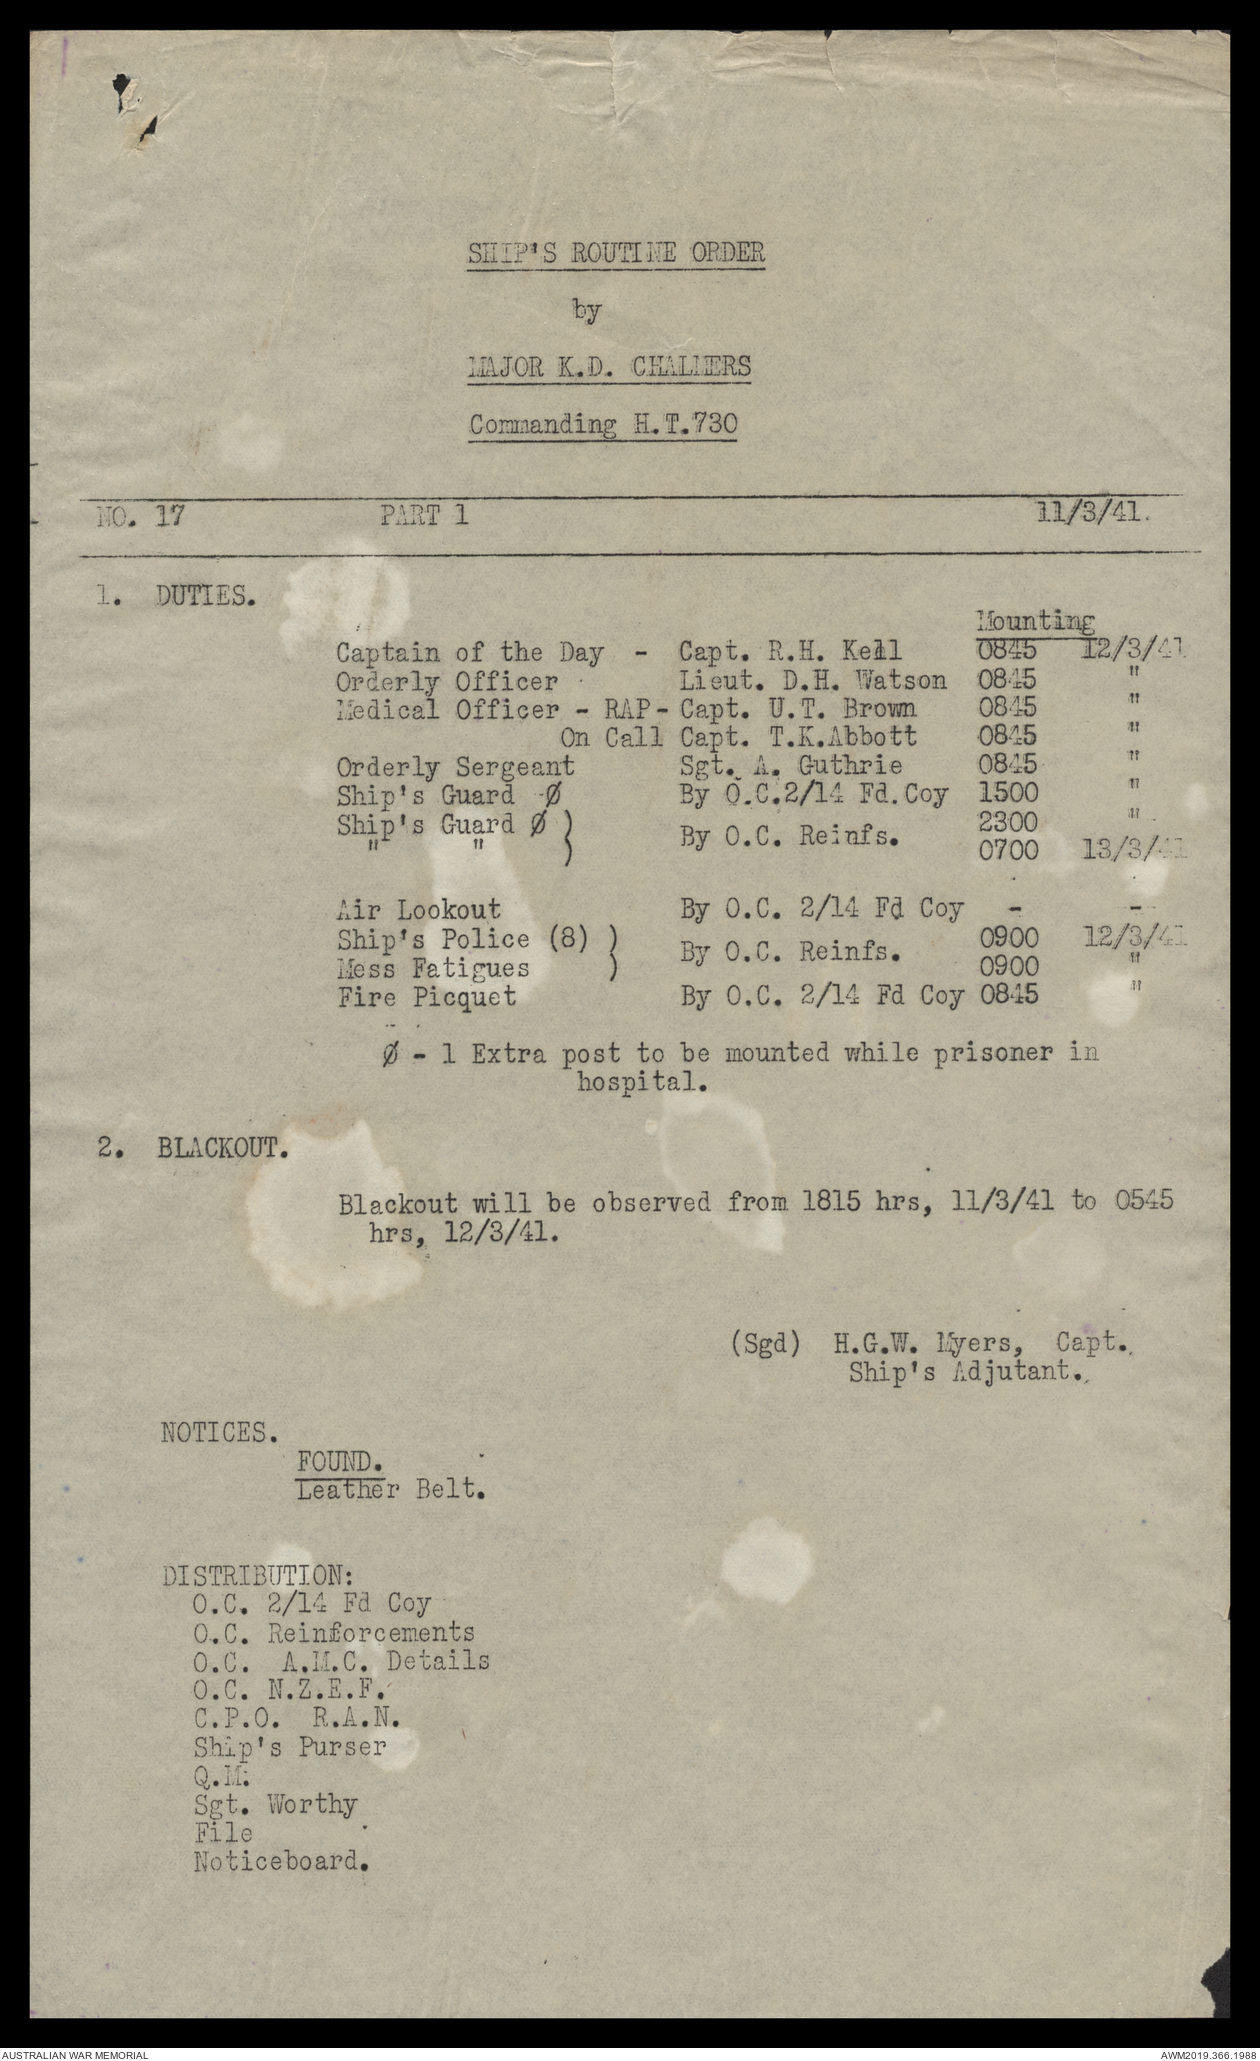 SHIP'S ROUTINE ORDER
by
MAJOR K.D. CHALMERS
Commanding H.T.730
NO. 17 PART 1 11/3/41.
1. DUTIES.
Mounting
Captain of the Day - Capt. R.H. Kell 0845 12/3/41
Orderly Officer Lieut. D.H. Watson 0845 "
Medical Officer - RAP - Capt. U.T. Brown 0845 "
On Call Capt. T.K.Abbott 0845 "
Orderly Sergeant Sgt. A. Guthrie 0845 "
Ship's Guard Ø By O.C.2/14 Fd.Coy 1500 "
Ship's Guard Ø ) By O.C. Reinfs. 2300 "
" " ) 0700 13/3/41
Air Lookout By O.C. 2/14 Fd Coy - -
Ship's Police (8) ) By O.C. Reinfs. 0900 12/3/41
Mess Fatigues ) 0900 "
Fire Picquet By O.C. 2/14 Fd Coy 0845 "
Ø - 1 Extra post to be mounted while prisoner in
hospital.
2. BLACKOUT.
Blackout will be observed from 1815 hrs, 11/3/41 to 0545
hrs, 12/3/41.
(Sgd) H.G.W. Myers, Capt.
Ship's Adjutant.
NOTICES.
FOUND.
Leather Belt.
DISTRIBUTION:
O.C. 2/14 Fd Coy
O.C. Reinforcements
O.C. A.M.C. Details
O.C. N.Z.E.F.
C.P.O. R.A.N.
Ship's Purser
Q.M.
Sgt. Worthy
File
Noticeboard.
AUSTRALIAN WAR MEMORIAL AWM2019.366.1988